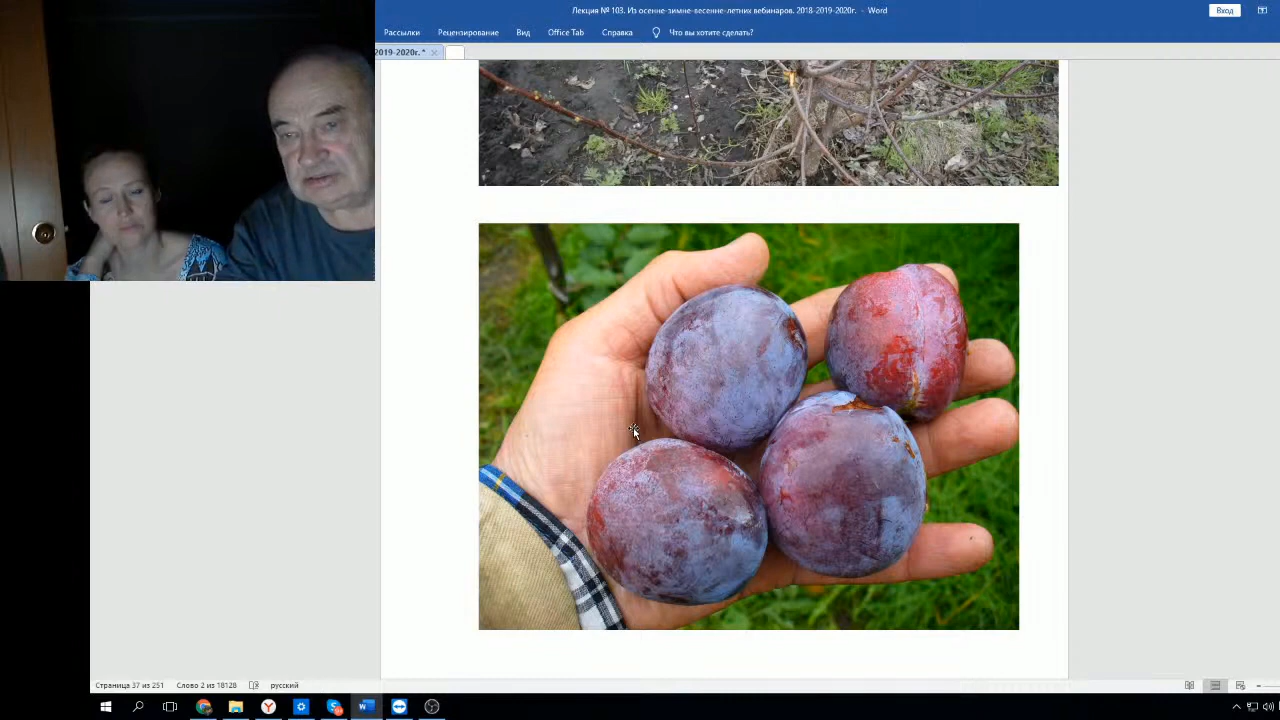 Лекция № 103. Из осенне-зимне-весенне-летних вебинаров. 2018-2019-2020г. - Word
Вход
Рассылки Рецензирование Вид Office Tab Справка Что вы хотите сделать?
2019-2020г. *
Страница 37 из 251 Слово 2 из 18128 русский